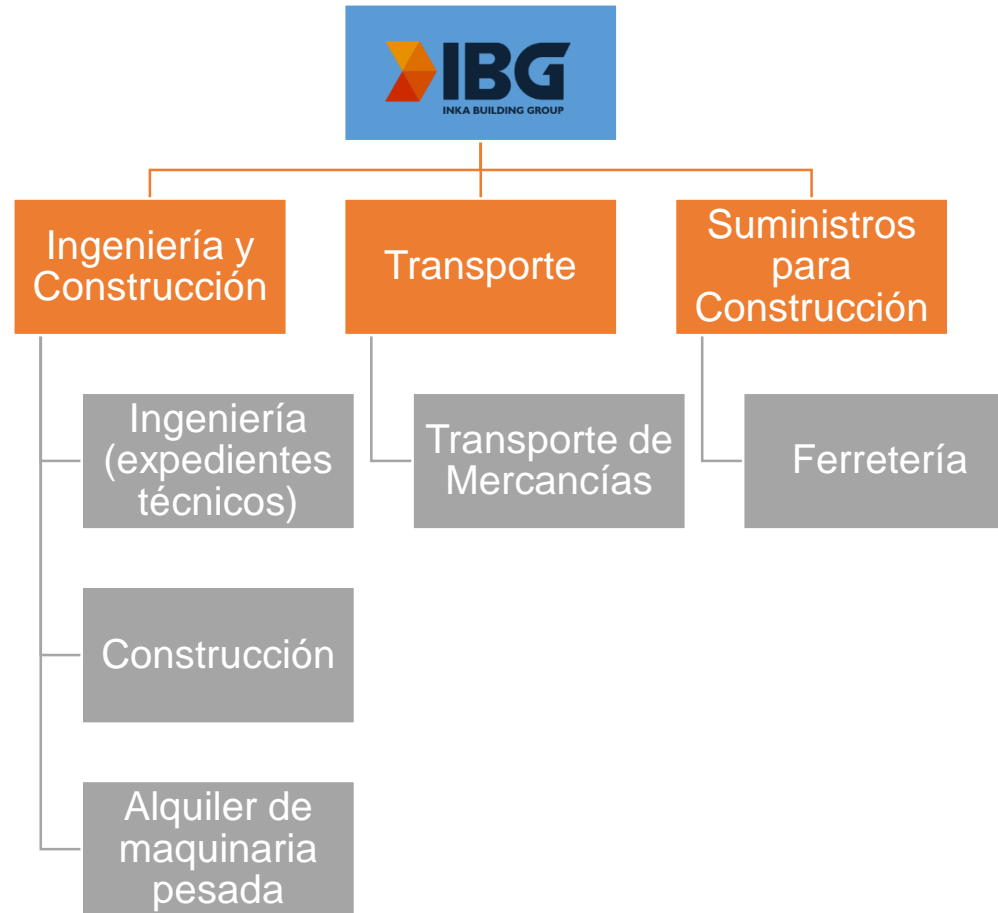 IBG
INKA BUILDING GROUP
Ingeniería y
Construcción
Transporte
Suministros
para
Construcción
Ingeniería
(expedientes
técnicos)
Transporte de
Mercancías
Ferretería
Construcción
Alquiler de
maquinaria
pesada